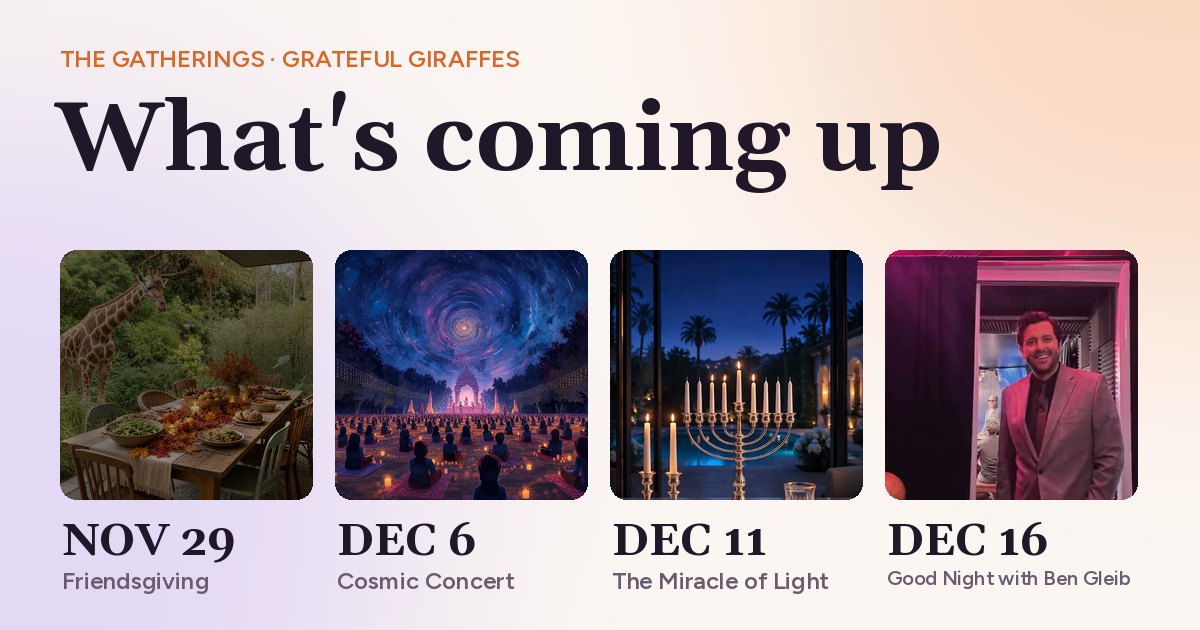 THE GATHERINGS · GRATEFUL GIRAFFES
What's coming up
NOV 29
Friendsgiving
DEC 6
Cosmic Concert
DEC 11
The Miracle of Light
DEC 16
Good Night with Ben Gleib